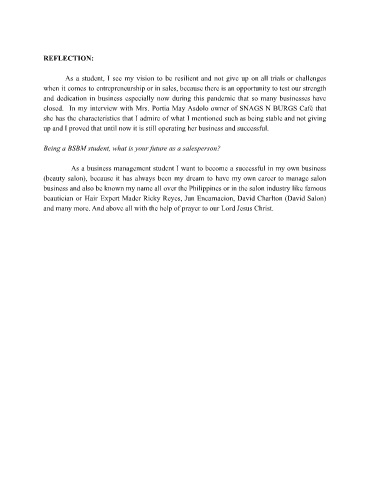 REFLECTION:
As a student, I see my vision to be resilient and not give up on all trials or challenges
when it comes to entrepreneurship or in sales, because there is an opportunity to test our strength
and dedication in business especially now during this pandemic that so many businesses have
closed. In my interview with Mrs. Portia May Asdolo owner of SNAGS N BURGS Café that
she has the characteristics that I admire of what I mentioned such as being stable and not giving
up and I proved that until now it is still operating her business and successful.
Being a BSBM student, what is your future as a salesperson?
As a business management student I want to become a successful in my own business
(beauty salon), because it has always been my dream to have my own career to manage salon
business and also be known my name all over the Philippines or in the salon industry like famous
beautician or Hair Expert Mader Ricky Reyes, Jun Encarnacion, David Charlton (David Salon)
and many more. And above all with the help of prayer to our Lord Jesus Christ.